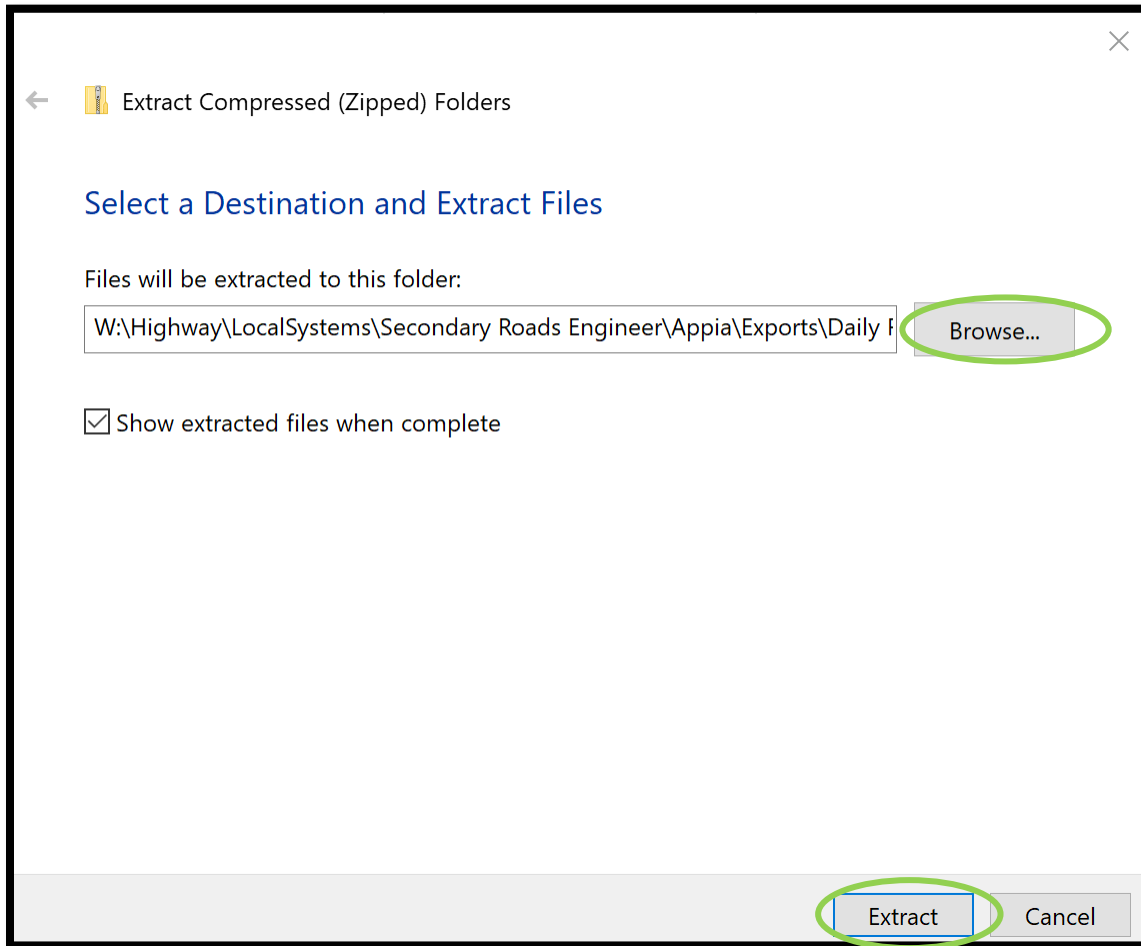 Extract Compressed (Zipped) Folders
Select a Destination and Extract Files
Files will be extracted to this folder:
W:\Highway\LocalSystems\Secondary Roads Engineer\Appia\Exports\Daily
Browse...
Show extracted files when complete
Extract
Cancel